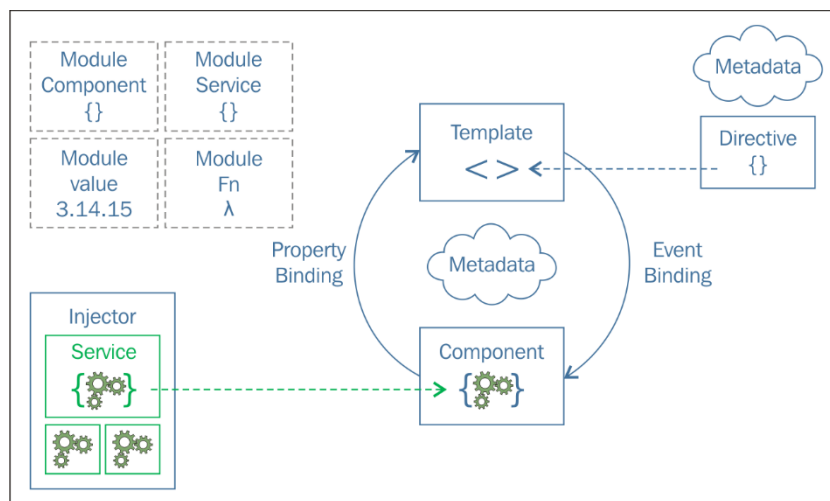 Module
Component
{}
Module
Service
{}
Module
value
3.14.15
Module
Fn
λ
Metadata
Template
< >
Directive
{}
Property
Binding
Metadata
Event
Binding
Injector
Service
{ }
Component
{ }